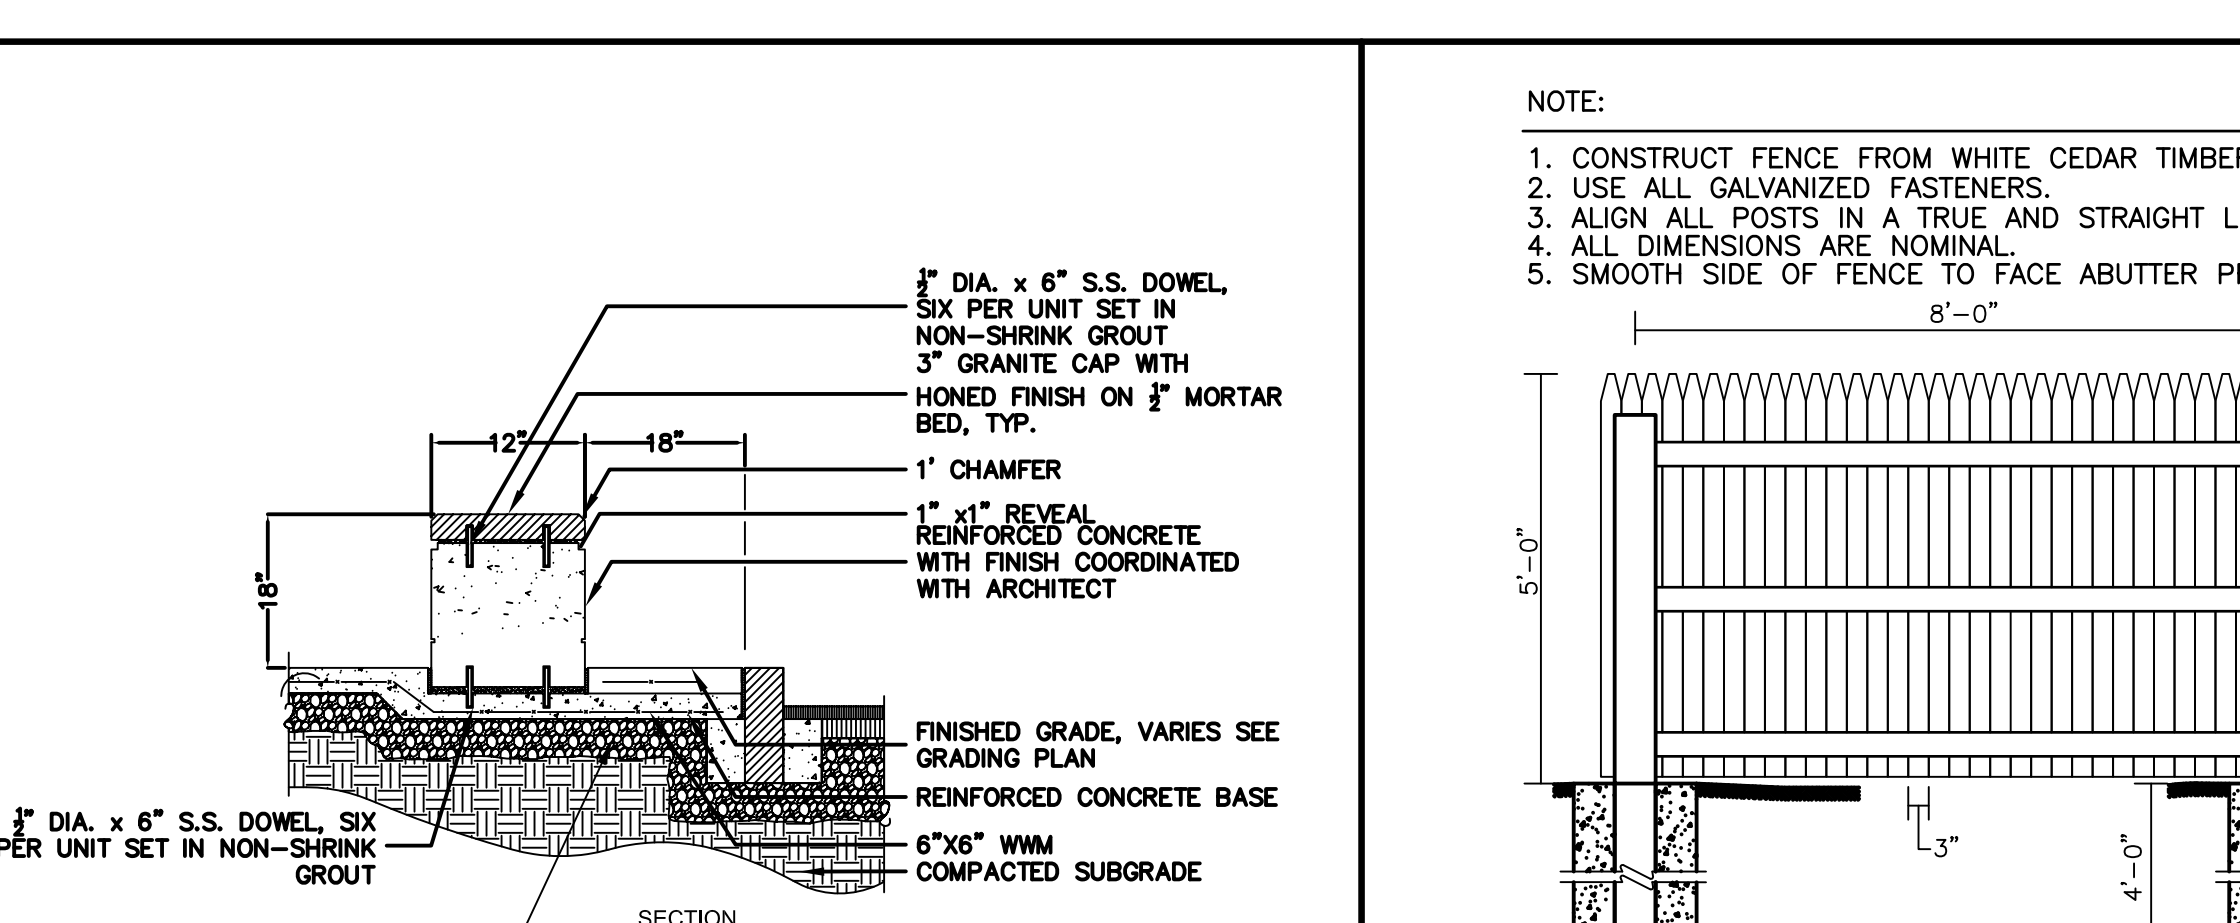 ½" DIA. x 6" S.S. DOWEL,
SIX PER UNIT SET IN
NON-SHRINK GROUT
3" GRANITE CAP WITH
HONED FINISH ON ½" MORTAR
BED, TYP.
12"
18"
1' CHAMFER
1" x1" REVEAL
REINFORCED CONCRETE
WITH FINISH COORDINATED
WITH ARCHITECT
18"
FINISHED GRADE, VARIES SEE
GRADING PLAN
REINFORCED CONCRETE BASE
6"X6" WWM
COMPACTED SUBGRADE
½" DIA. x 6" S.S. DOWEL, SIX
PER UNIT SET IN NON-SHRINK
GROUT
SECTION
NOTE:
1. CONSTRUCT FENCE FROM WHITE CEDAR
2. USE ALL GALVANIZED FASTENERS.
3. ALIGN ALL POSTS IN A TRUE AND STRAIGHT
4. ALL DIMENSIONS ARE NOMINAL.
5. SMOOTH SIDE OF FENCE TO FACE ABUTTER
8'-0"
5'-0"
3"
4'-0"